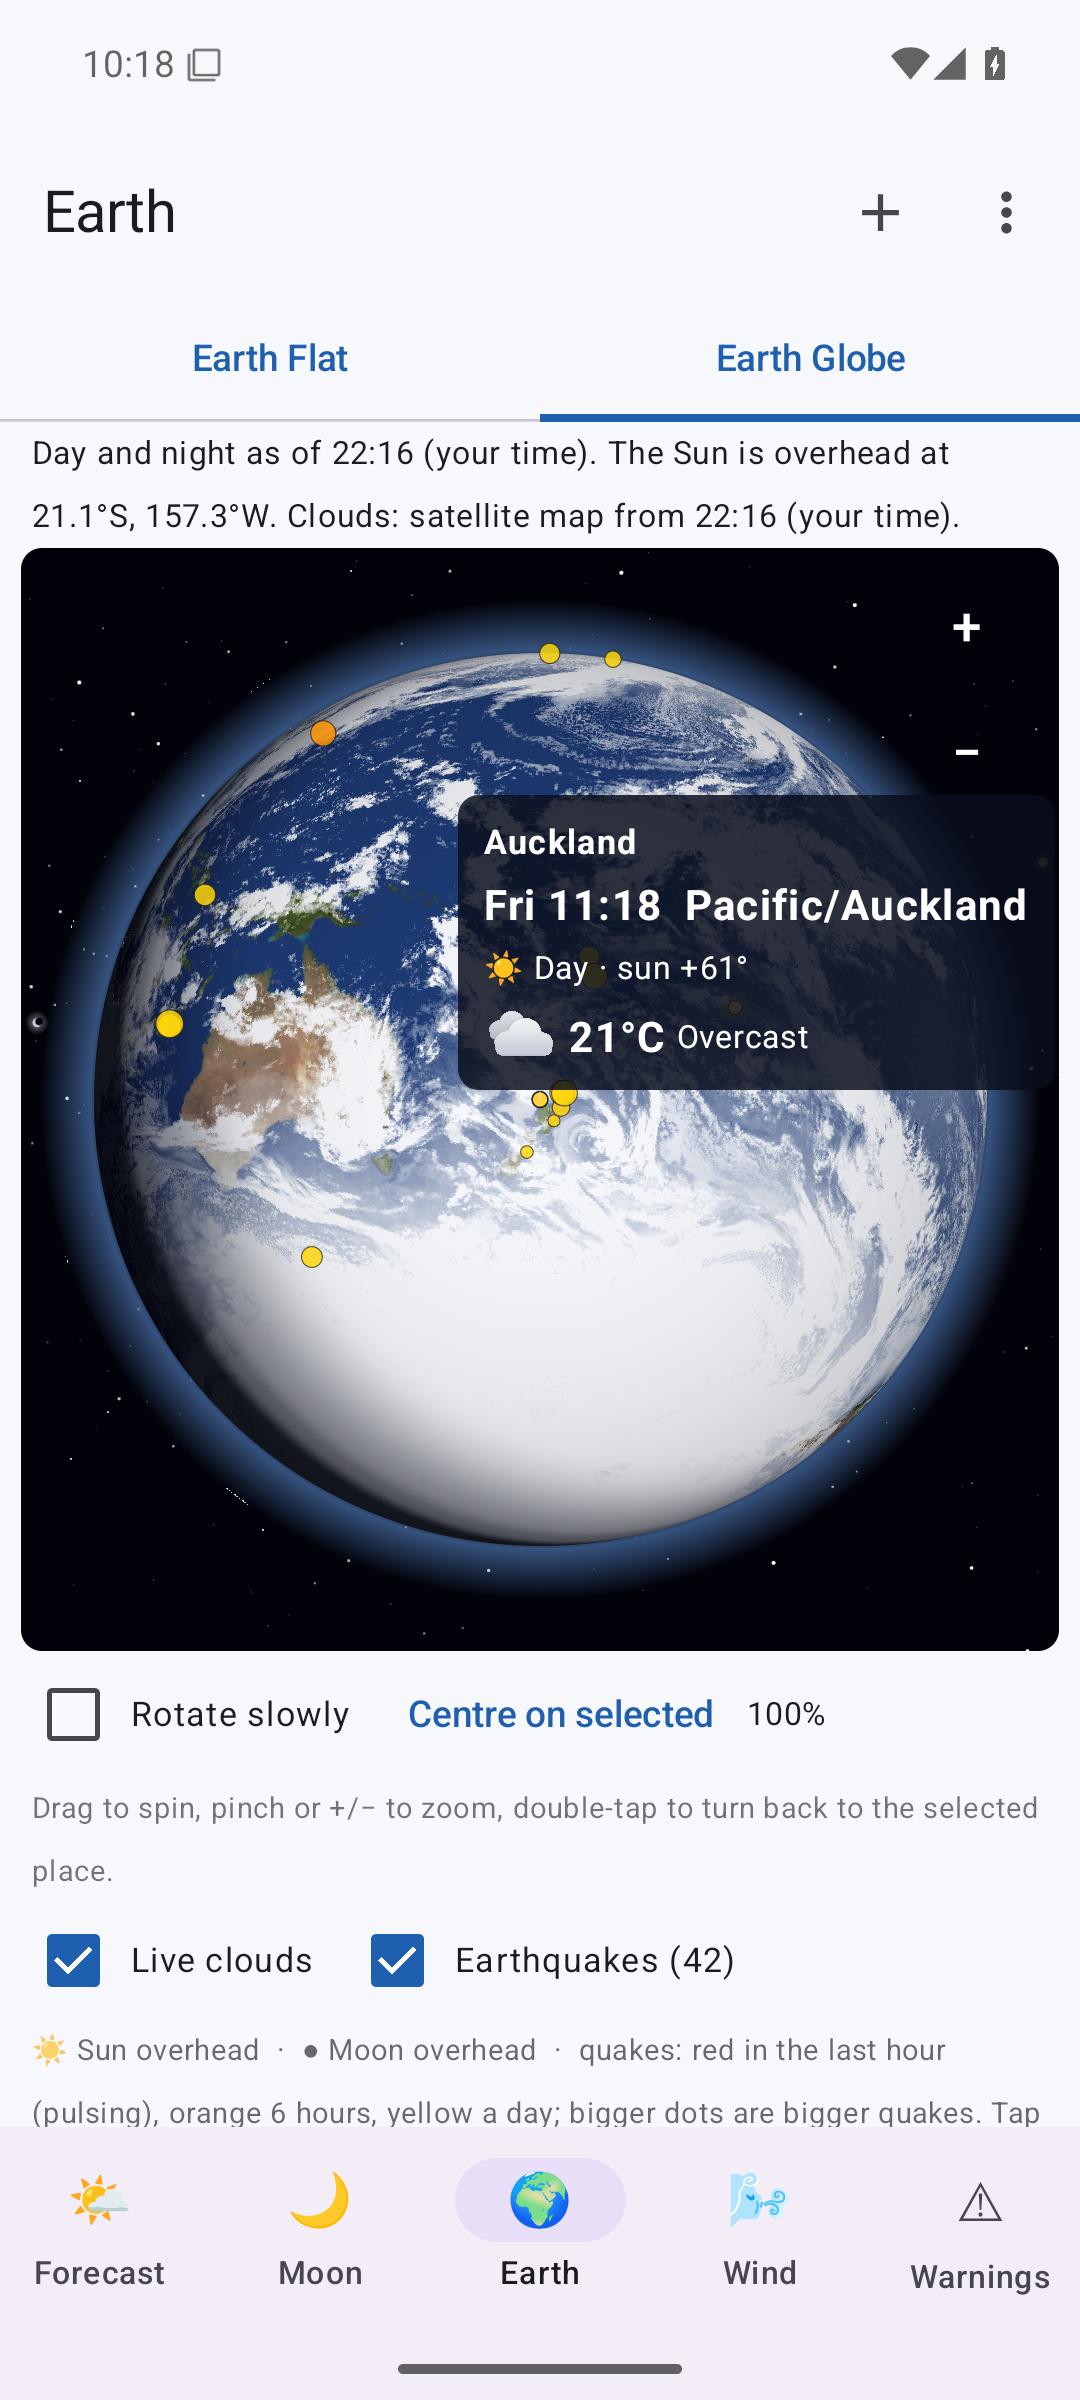 10:18
Earth
Earth Flat
Earth Globe
Day and night as of 22:16 (your time). The Sun is overhead at
21.1°S, 157.3°W. Clouds: satellite map from 22:16 (your time).
+
−
Auckland
Fri 11:18 Pacific/Auckland
Day · sun +61°
21°C Overcast
Rotate slowly
Centre on selected
100%
Drag to spin, pinch or +/− to zoom, double-tap to turn back to the selected
place.
Live clouds
Earthquakes (42)
☀️ Sun overhead · ● Moon overhead · quakes: red in the last hour
(pulsing), orange 6 hours, yellow a day; bigger dots are bigger quakes. Tap
Forecast
Moon
Earth
Wind
Warnings